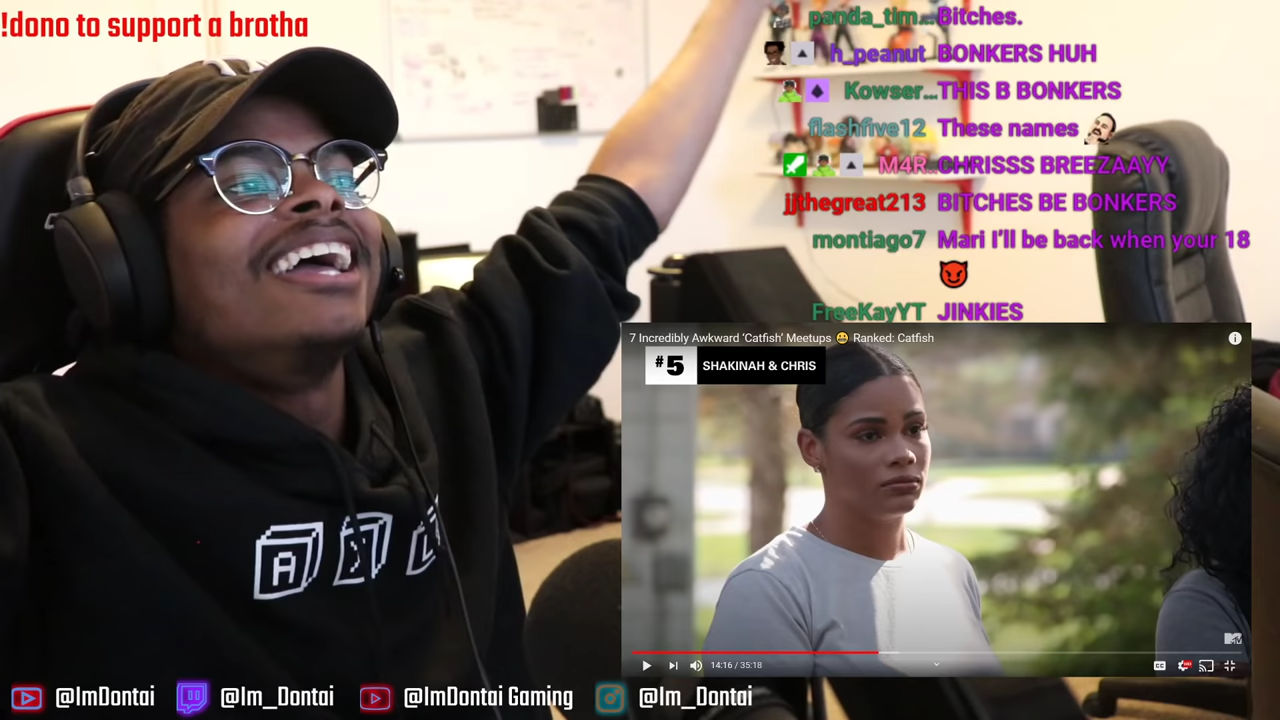 !dono to support a brotha
panda_tim... Bitches.
h_peanut BONKERS HUH
Kowser... THIS B BONKERS
flashfive12 These names
M4R... CHRISSS BREEZAAYY
jjthegreat213 BITCHES BE BONKERS
montiago7 Mari I'll be back when your 18
FreeKayYT JINKIES
7 Incredibly Awkward ‘Catfish’ Meetups 😬 Ranked: Catfish
#5 SHAKINAH & CHRIS
A
14:16 / 35:18
@ImDontai @Im_Dontai @ImDontai Gaming @Im_Dontai